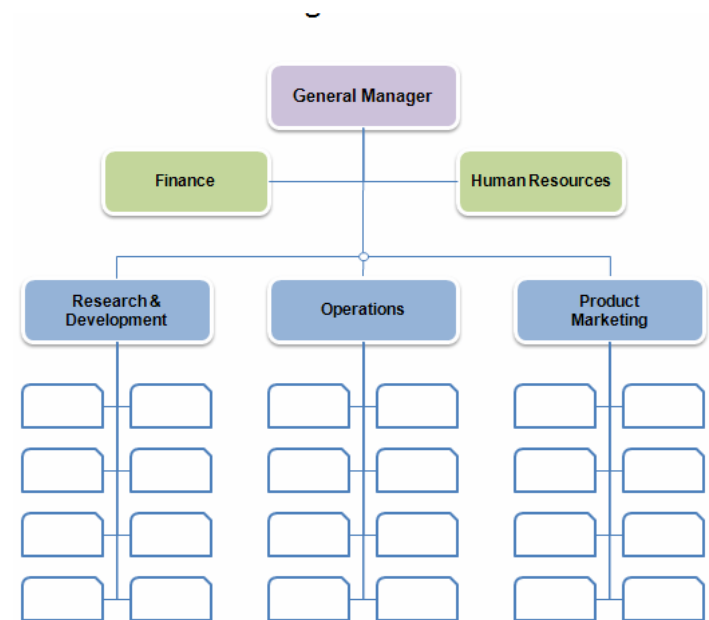 General Manager
Finance
Human Resources
Research &
Development
Operations
Product
Marketing